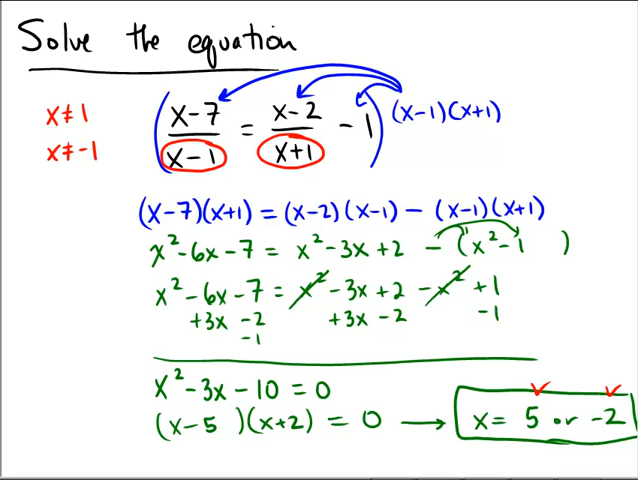 Solve the equation
x≠1
x≠-1
(x-7/x-1 = x-2/x+1 - 1) (x-1)(x+1)
(x-7)(x+1) = (x-2)(x-1) - (x-1)(x+1)
x²-6x-7 = x²-3x+2 -(x²-1 )
x²-6x-7 = x²-3x+2 -x²+1
+3x -2 +3x -2 -1
-1
x²-3x-10=0
(x-5 )(x+2) = 0 → x= 5 or -2